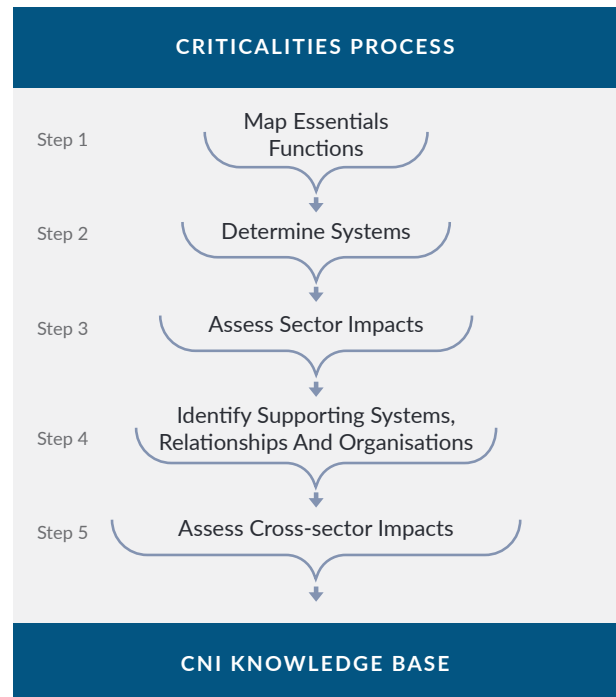 CRITICALITIES PROCESS
Step 1
Map Essentials
Functions
Step 2
Determine Systems
Step 3
Assess Sector Impacts
Step 4
Identify Supporting Systems,
Relationships And Organisations
Step 5
Assess Cross-sector Impacts
CNI KNOWLEDGE BASE